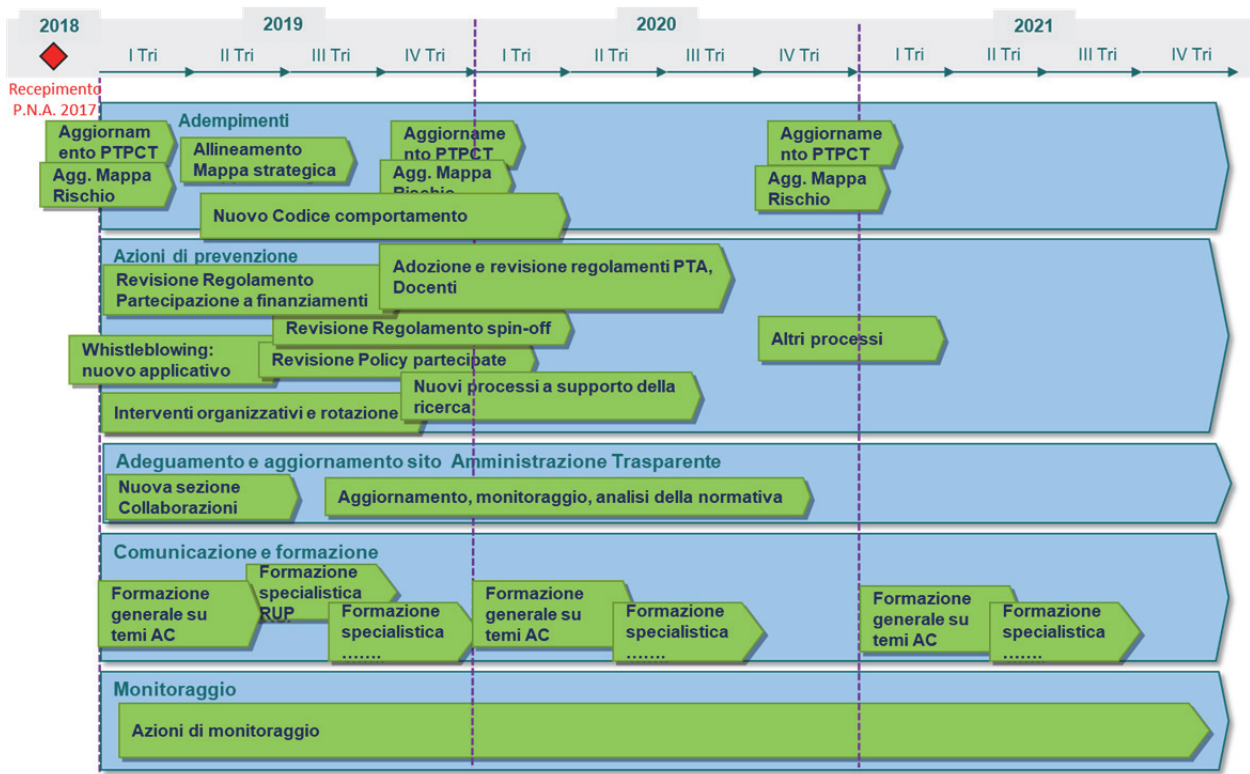 2018
2019
2020
2021
I Tri
II Tri
III Tri
IV Tri
I Tri
II Tri
III Tri
IV Tri
I Tri
II Tri
III Tri
IV Tri
Recepimento
P.N.A. 2017
Adempimenti
Aggiornam
ento PTPCT
Agg. Mappa
Rischio
Allineamento
Mappa strategica
Aggiorname
nto PTPCT
Agg. Mappa
Rischio
Aggiorname
nto PTPCT
Agg. Mappa
Rischio
Nuovo Codice comportamento
Azioni di prevenzione
Revisione Regolamento
Partecipazione a finanziamenti
Adozione e revisione regolamenti PTA,
Docenti
Revisione Regolamento spin-off
Altri processi
Whistleblowing:
nuovo applicativo
Revisione Policy partecipate
Nuovi processi a supporto della
ricerca
Interventi organizzativi e rotazione
Adeguamento e aggiornamento sito Amministrazione Trasparente
Nuova sezione
Collaborazioni
Aggiornamento, monitoraggio, analisi della normativa
Comunicazione e formazione
Formazione
generale su
temi AC
Formazione
specialistica
RUP
Formazione
specialistica
.......
Formazione
generale su
temi AC
Formazione
specialistica
.......
Formazione
generale su
temi AC
Formazione
specialistica
.......
Monitoraggio
Azioni di monitoraggio